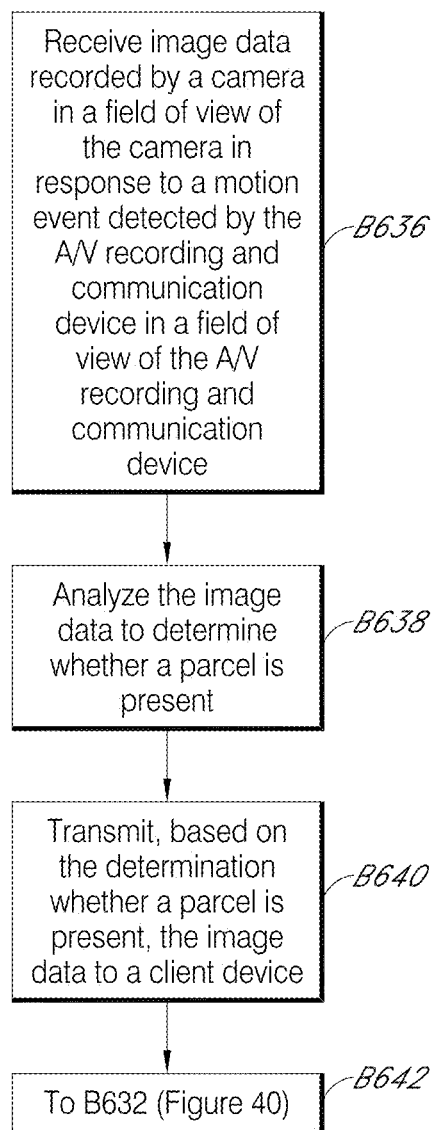 Receive image data
recorded by a camera
in a field of view of
the camera in
response to a motion
event detected by the
A/V recording and
communication
device in a field of
view of the A/V
recording and
communication
device
B636
Analyze the image
data to determine
whether a parcel is
present
B638
Transmit, based on
the determination
whether a parcel is
present, the image
data to a client device
B640
To B632 (Figure 40)
B642